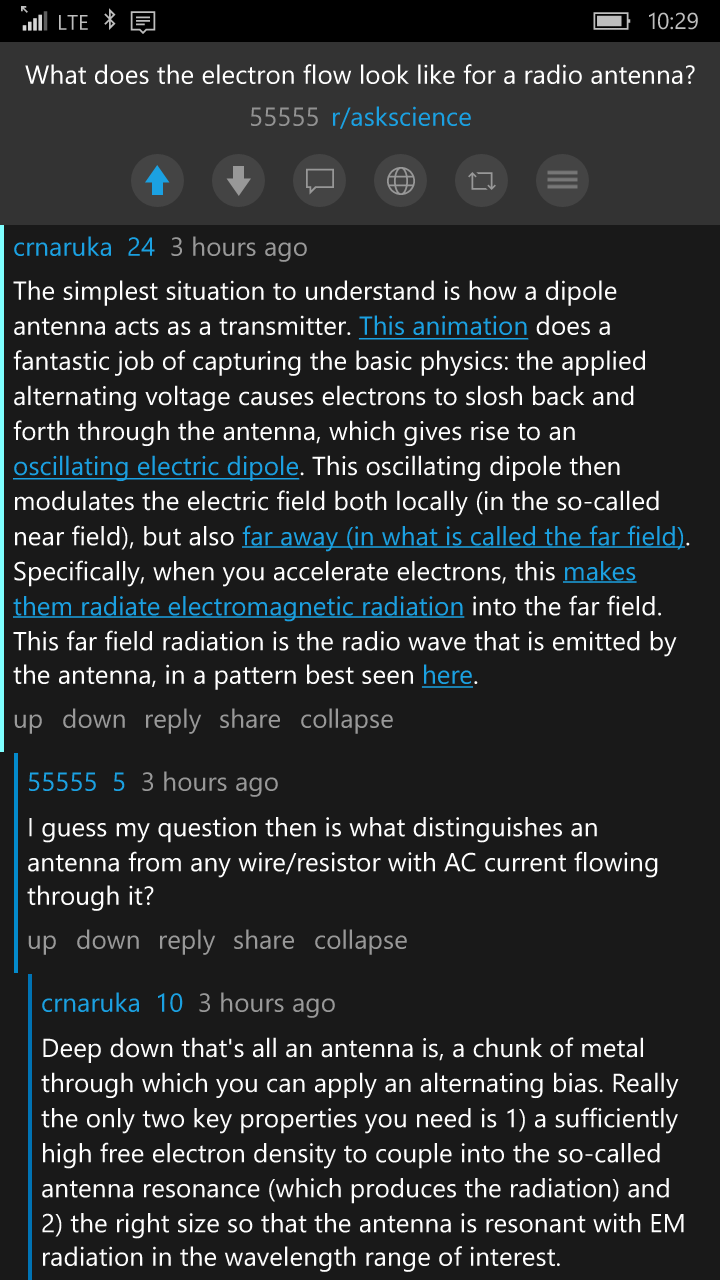 LTE 10:29
What does the electron flow look like for a radio antenna?
55555 r/askscience
crnaruka 24 3 hours ago
The simplest situation to understand is how a dipole
antenna acts as a transmitter. This animation does a
fantastic job of capturing the basic physics: the applied
alternating voltage causes electrons to slosh back and
forth through the antenna, which gives rise to an
oscillating electric dipole. This oscillating dipole then
modulates the electric field both locally (in the so-called
near field), but also far away (in what is called the far field).
Specifically, when you accelerate electrons, this makes
them radiate electromagnetic radiation into the far field.
This far field radiation is the radio wave that is emitted by
the antenna, in a pattern best seen here.
up down reply share collapse
55555 5 3 hours ago
I guess my question then is what distinguishes an
antenna from any wire/resistor with AC current flowing
through it?
up down reply share collapse
crnaruka 10 3 hours ago
Deep down that's all an antenna is, a chunk of metal
through which you can apply an alternating bias. Really
the only two key properties you need is 1) a sufficiently
high free electron density to couple into the so-called
antenna resonance (which produces the radiation) and
2) the right size so that the antenna is resonant with EM
radiation in the wavelength range of interest.